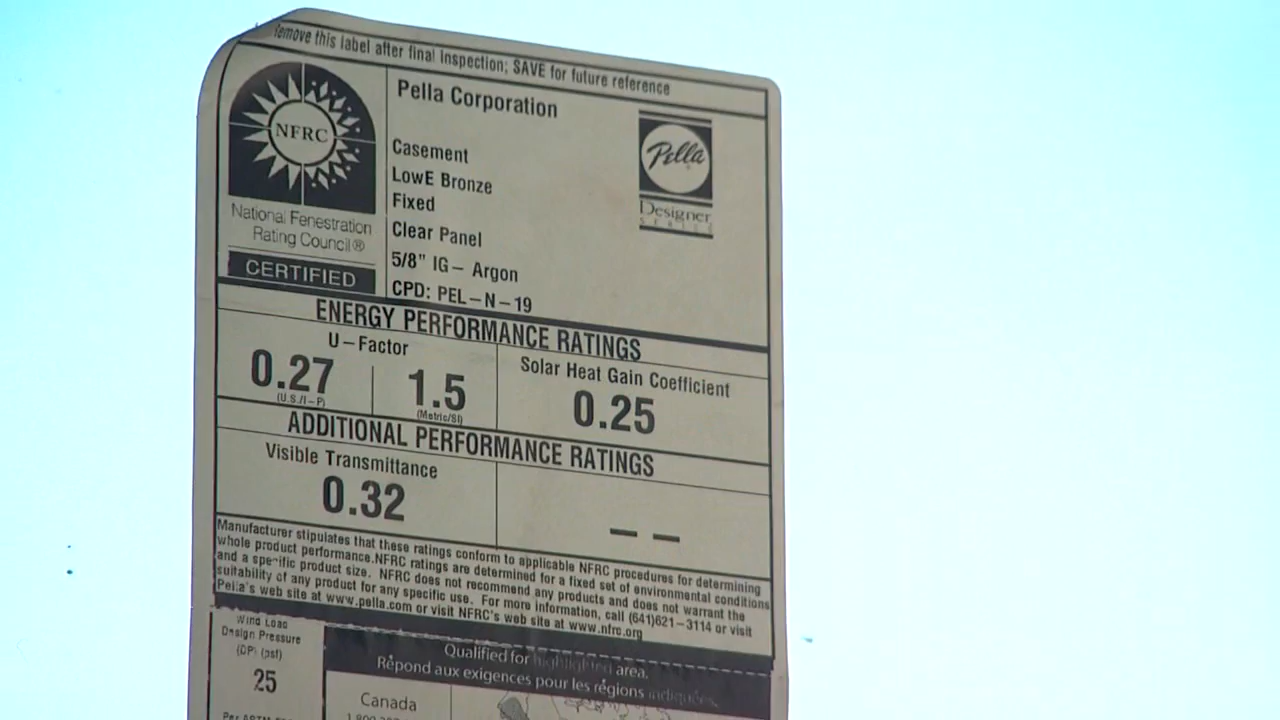 Remove this label after final inspection; SAVE for future reference
NFRC
National Fenestration
Rating Council®
CERTIFIED
Pella Corporation
Casement
LowE Bronze
Fixed
Clear Panel
5/8" IG – Argon
CPD: PEL – N – 19
Pella
Designer
SERIES
ENERGY PERFORMANCE RATINGS
U – Factor
0.27
(U.S./I – P)
1.5
(Metric/SI)
Solar Heat Gain Coefficient
0.25
ADDITIONAL PERFORMANCE RATINGS
Visible Transmittance
0.32
– –
Manufacturer stipulates that these ratings conform to applicable NFRC procedures for determining
whole product performance.NFRC ratings are determined for a fixed set of environmental conditions
and a specific product size. NFRC does not recommend any products and does not warrant the
suitability of any product for any specific use. For more information, call (641)621–3114 or visit
Pella's web site at www.pella.com or visit NFRC's web site at www.nfrc.org
Wind Load
Design Pressure
(DP) (psf)
25
Qualified for highlighted area.
Répond aux exigences pour les régions indiquées.
Canada